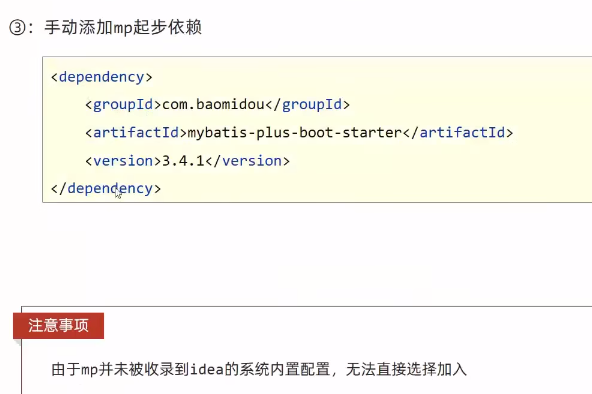 ③：手动添加mp起步依赖
<dependency>
    <groupId>com.baomidou</groupId>
    <artifactId>mybatis-plus-boot-starter</artifactId>
    <version>3.4.1</version>
</dependency>
注意事项
由于mp并未被收录到idea的系统内置配置，无法直接选择加入